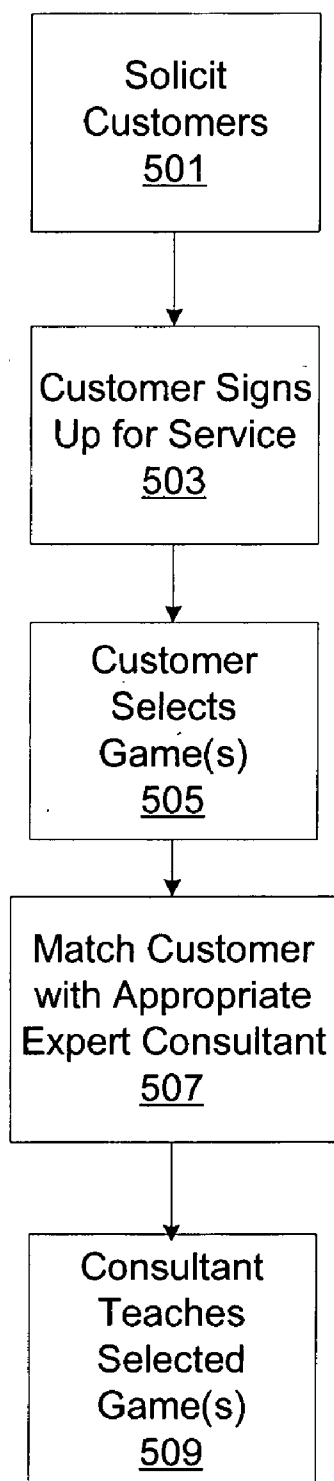 Solicit
Customers
501
Customer Signs
Up for Service
503
Customer
Selects
Game(s)
505
Match Customer
with Appropriate
Expert Consultant
507
Consultant
Teaches
Selected
Game(s)
509